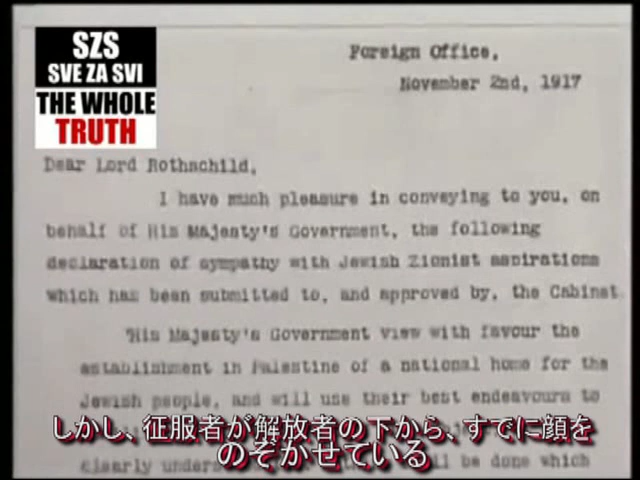 SZS
SVE ZA SVI
THE WHOLE
TRUTH
Foreign Office,
November 2nd, 1917
Dear Lord Rothschild,
I have much pleasure in conveying to you, on
behalf of His Majesty's Government, the following
declaration of sympathy with Jewish Zionist aspirations
which has been submitted to, and approved by, the Cabinet
"His Majesty's Government view with favour the
establishment in Palestine of a national home for the
Jewish people, and will use their best endeavours to
しかし、征服者が解放者の下から、すでに顔を
のぞかせている
clearly unders
be done which